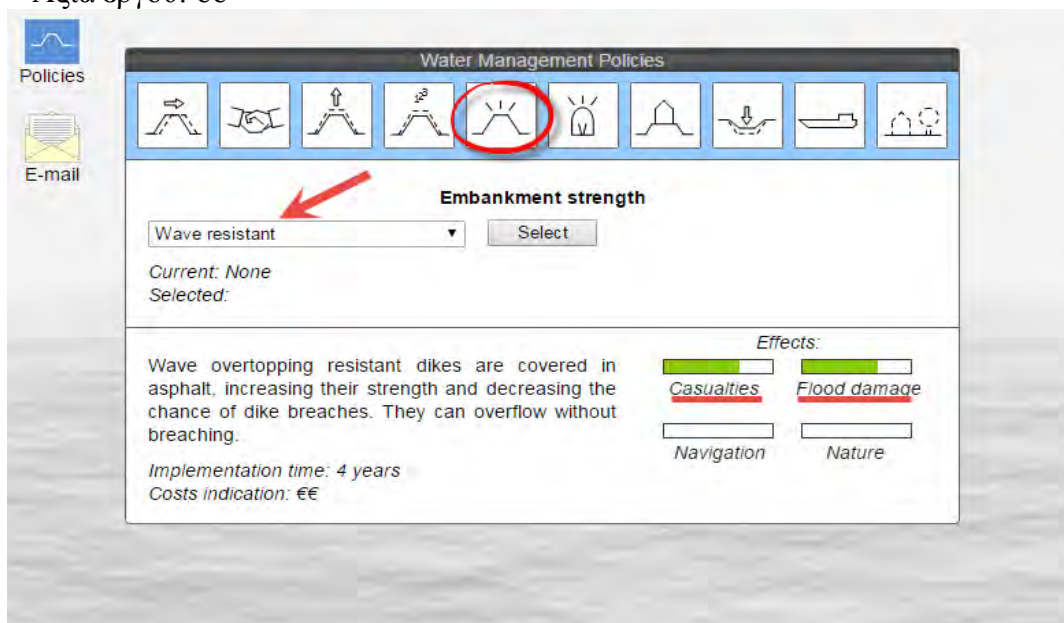 Αξία έργου: €€
Policies
E-mail
Water Management Policies
Embankment strength
Wave resistant
Select
Current: None
Selected:
Wave overtopping resistant dikes are covered in
asphalt, increasing their strength and decreasing the
chance of dike breaches. They can overflow without
breaching.
Implementation time: 4 years
Costs indication: €€
Effects:
Casualties Flood damage
Navigation Nature